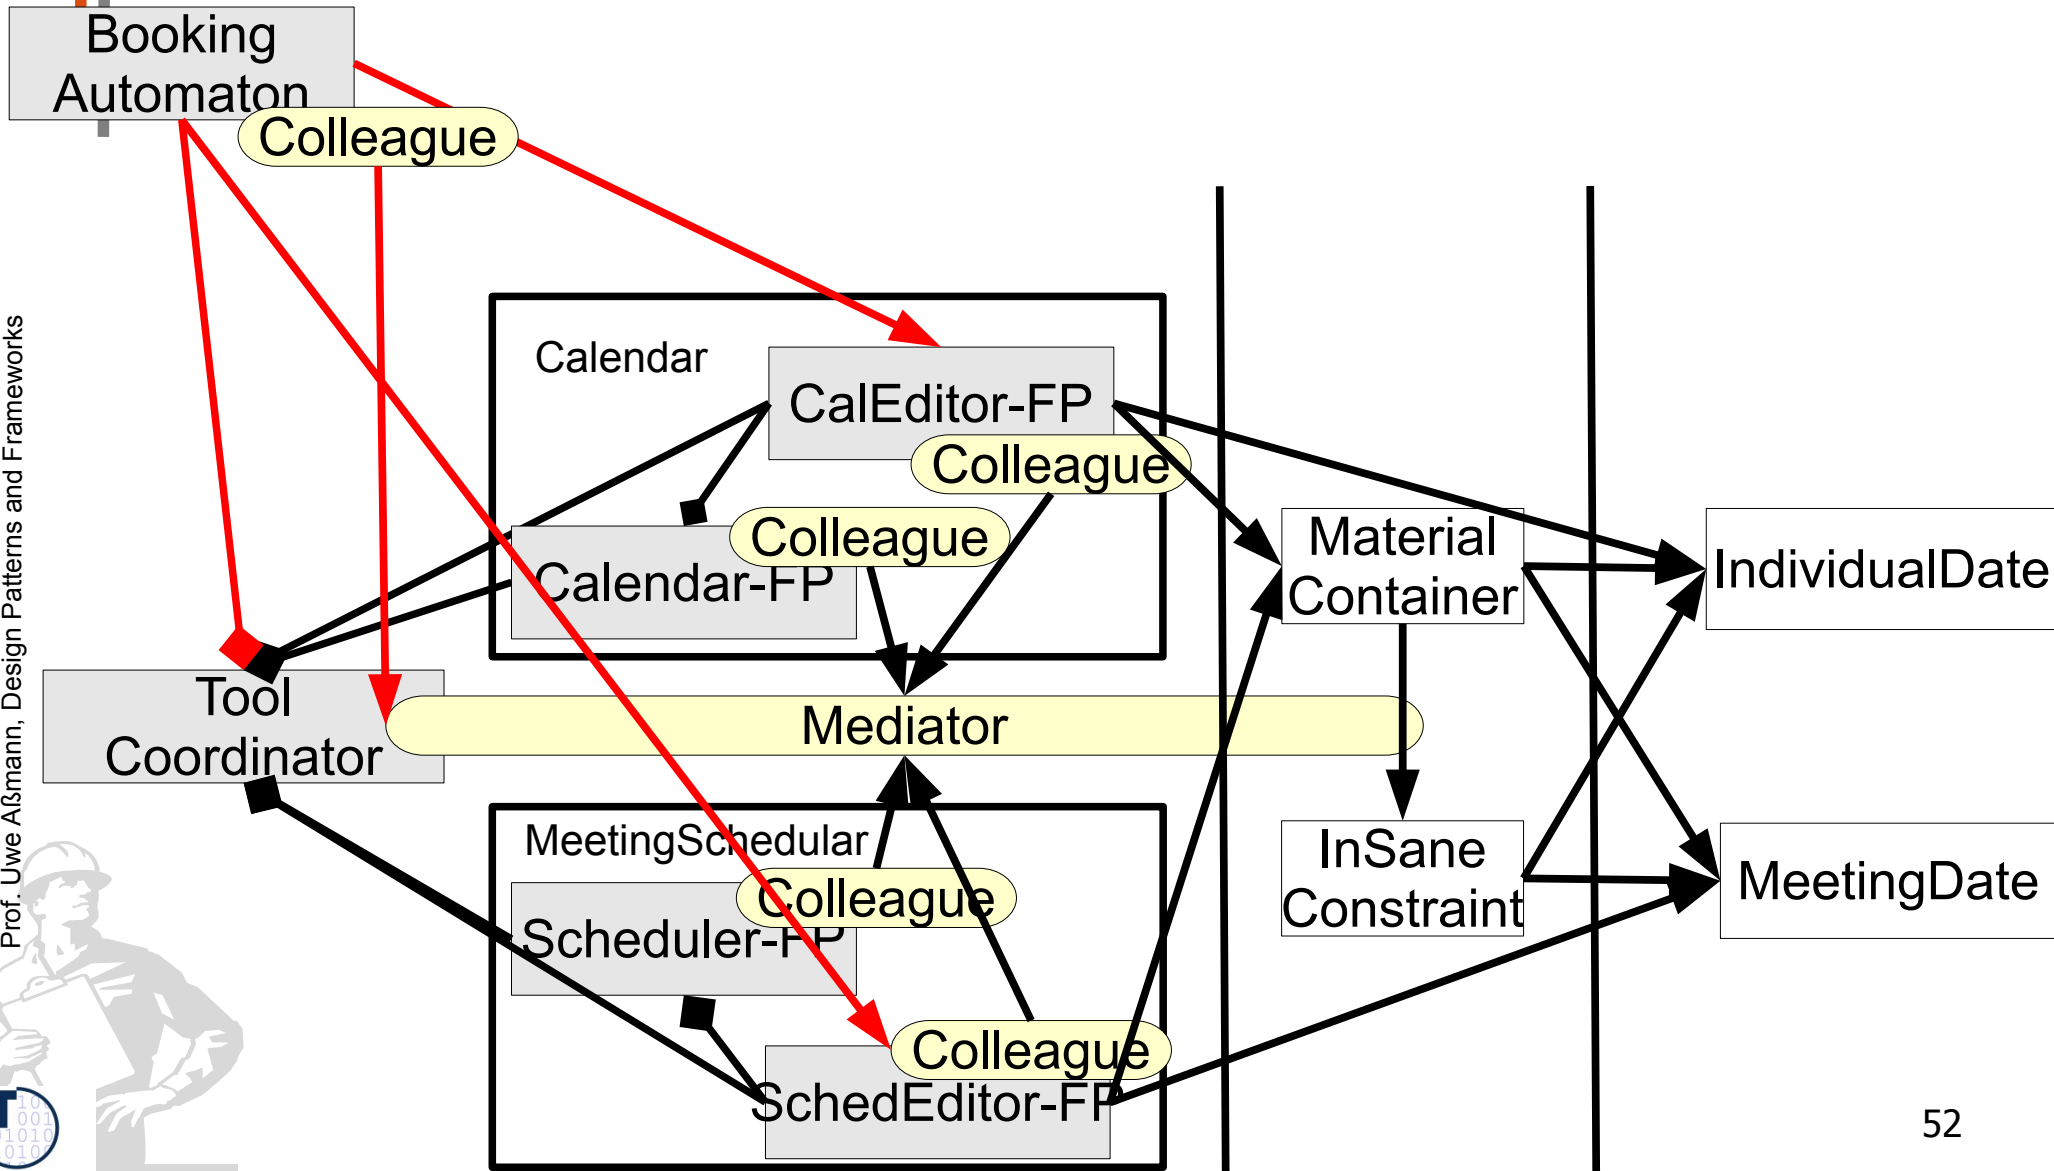 Booking
Automaton
Colleague
Calendar
CalEditor-FP
Colleague
Colleague
Calendar-FP
Material
Container
IndividualDate
Tool
Coordinator
Mediator
MeetingSchedular
Colleague
Scheduler-FP
InSane
Constraint
MeetingDate
Colleague
SchedEditor-FP
Prof. Uwe Aßmann, Design Patterns and Frameworks
52